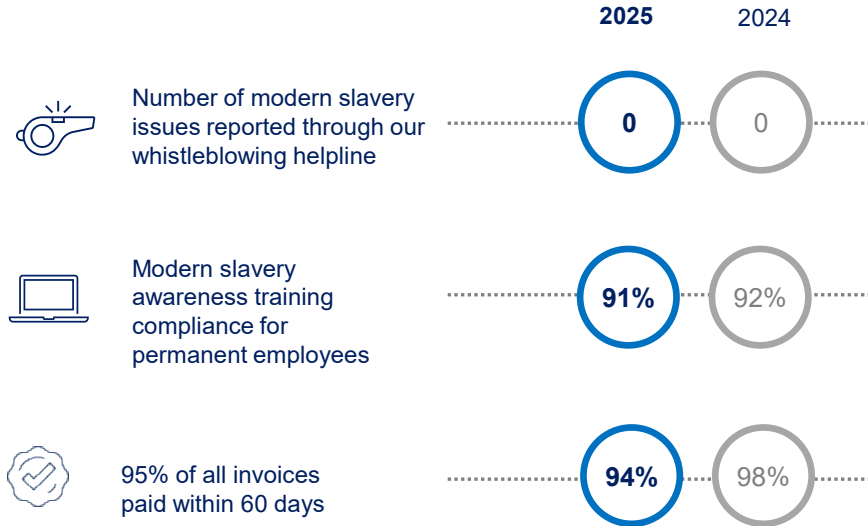 2025 2024
Number of modern slavery
issues reported through our
whistleblowing helpline
0 0
Modern slavery
awareness training
compliance for
permanent employees
91% 92%
95% of all invoices
paid within 60 days
94% 98%